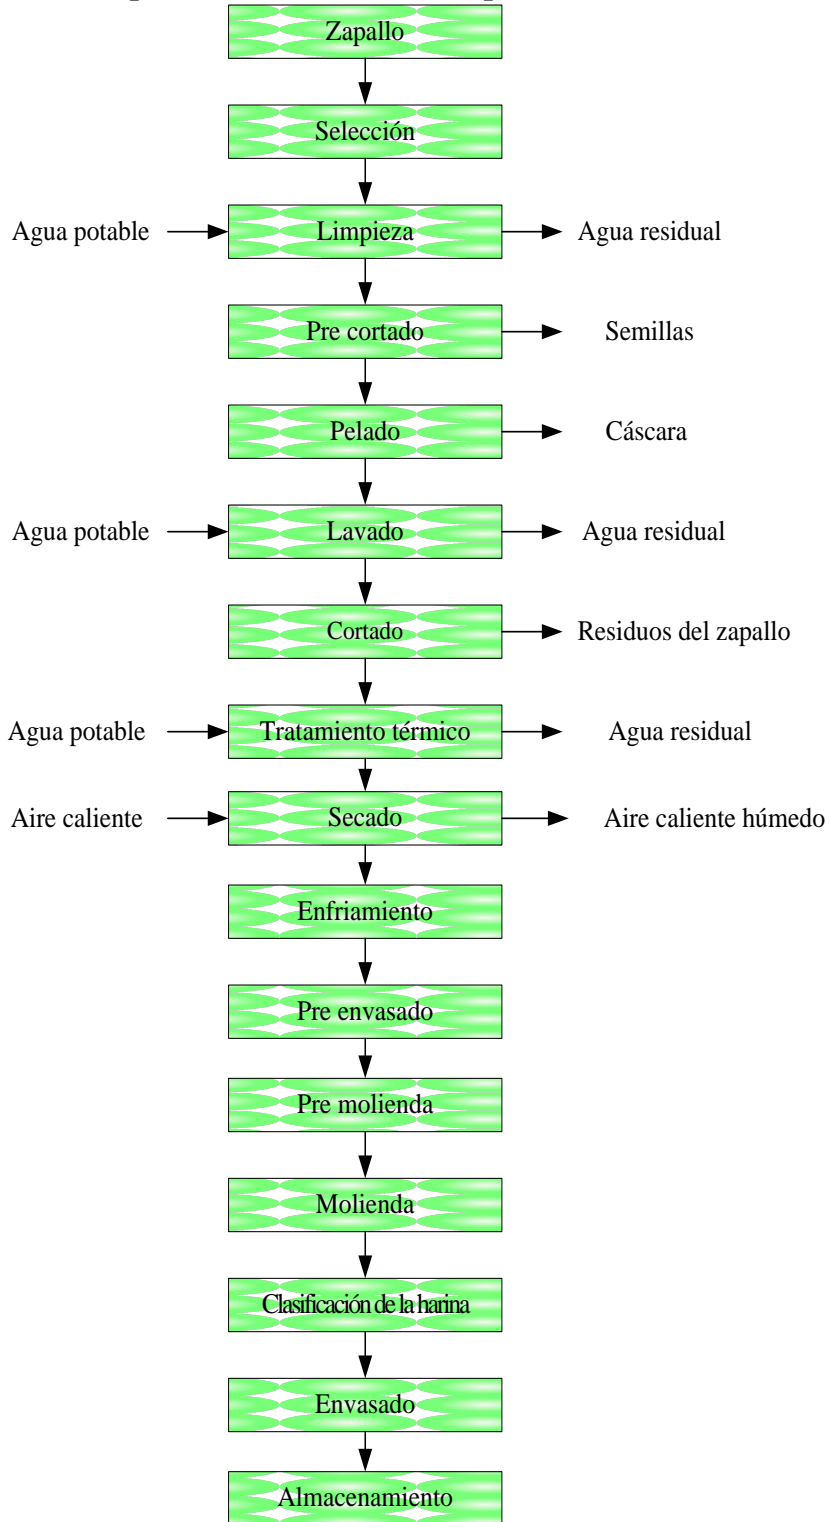 Zapallo
Selección
Agua potable
Limpieza
Agua residual
Pre cortado
Semillas
Pelado
Cáscara
Agua potable
Lavado
Agua residual
Cortado
Residuos del zapallo
Agua potable
Tratamiento térmico
Agua residual
Aire caliente
Secado
Aire caliente húmedo
Enfriamiento
Pre envasado
Pre molienda
Molienda
Clasificación de la harina
Envasado
Almacenamiento